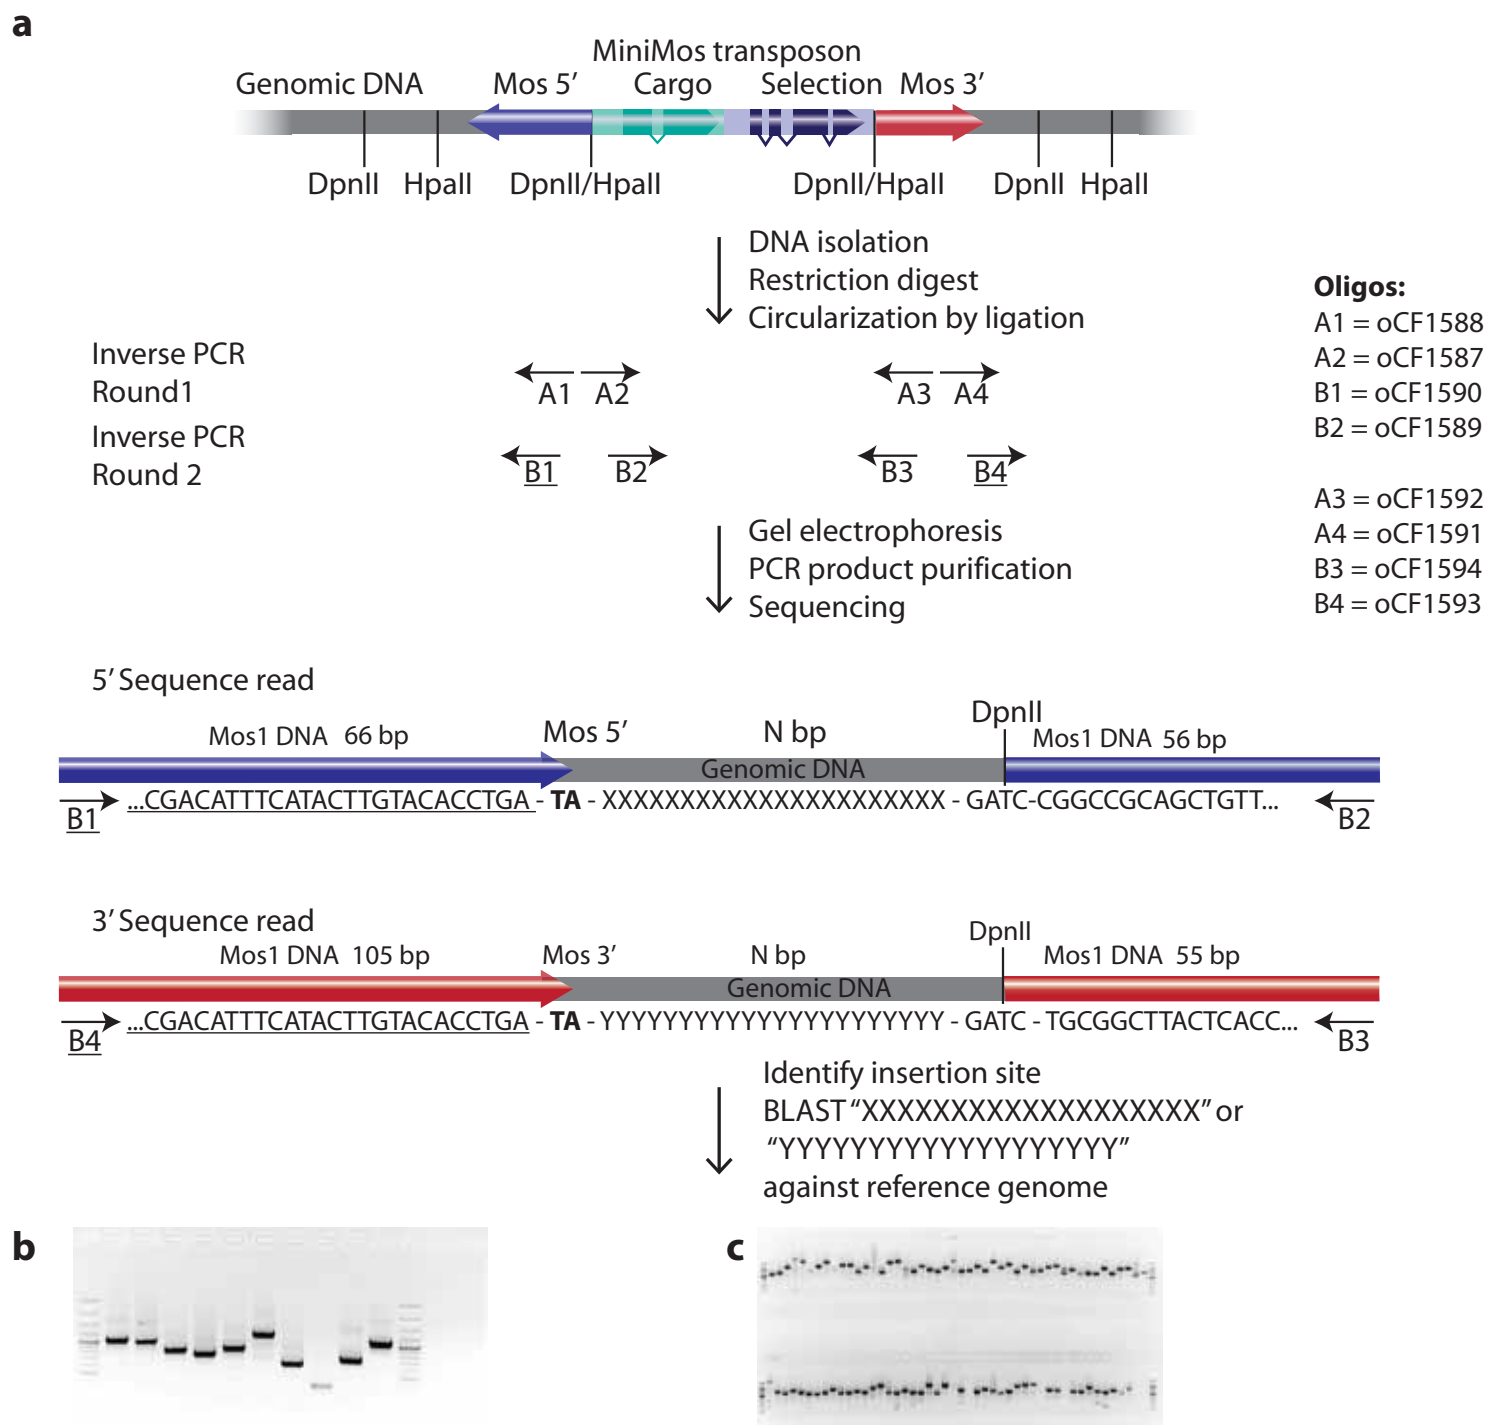 a
MiniMos transposon
Genomic DNA Mos 5’ Cargo Selection Mos 3’
DpnII HpaII DpnII/HpaII DpnII/HpaII DpnII HpaII
DNA isolation
Restriction digest
Circularization by ligation
Oligos:
A1 = oCF1588
A2 = oCF1587
B1 = oCF1590
B2 = oCF1589
A3 = oCF1592
A4 = oCF1591
B3 = oCF1594
B4 = oCF1593
Inverse PCR
Round1
A1 A2 A3 A4
Inverse PCR
Round 2
B1 B2 B3 B4
Gel electrophoresis
PCR product purification
Sequencing
5’ Sequence read
Mos1 DNA 66 bp Mos 5’ N bp DpnII Mos1 DNA 56 bp
Genomic DNA
...CGACATTTCATACTTGTACACCTGA - TA - XXXXXXXXXXXXXXXXXXXXXX - GATC-CGGCCGCAGCTGTT...
B1 B2
3’ Sequence read
Mos1 DNA 105 bp Mos 3’ N bp DpnII Mos1 DNA 55 bp
Genomic DNA
...CGACATTTCATACTTGTACACCTGA - TA - YYYYYYYYYYYYYYYYYYYYYY - GATC - TGCGGCTTACTCACC...
B4 B3
Identify insertion site
BLAST “XXXXXXXXXXXXXXXXXXX” or
“YYYYYYYYYYYYYYYYYYY”
against reference genome
b
c